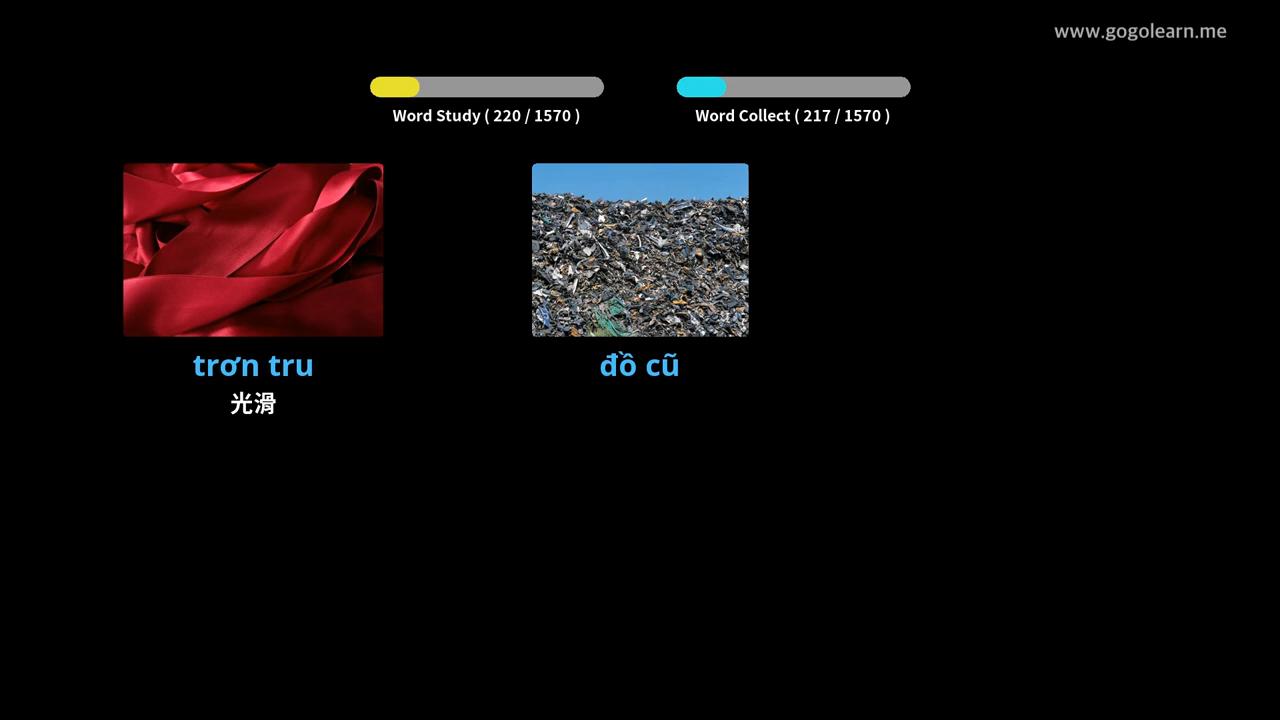 www.gogolearn.me
Word Study ( 220 / 1570 )
Word Collect ( 217 / 1570 )
trơn tru
光滑
đồ cũ